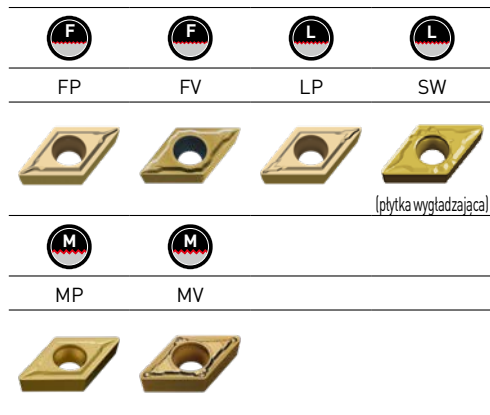 F F L L
FP FV LP SW
(płytka wygładzająca)
M M
MP MV